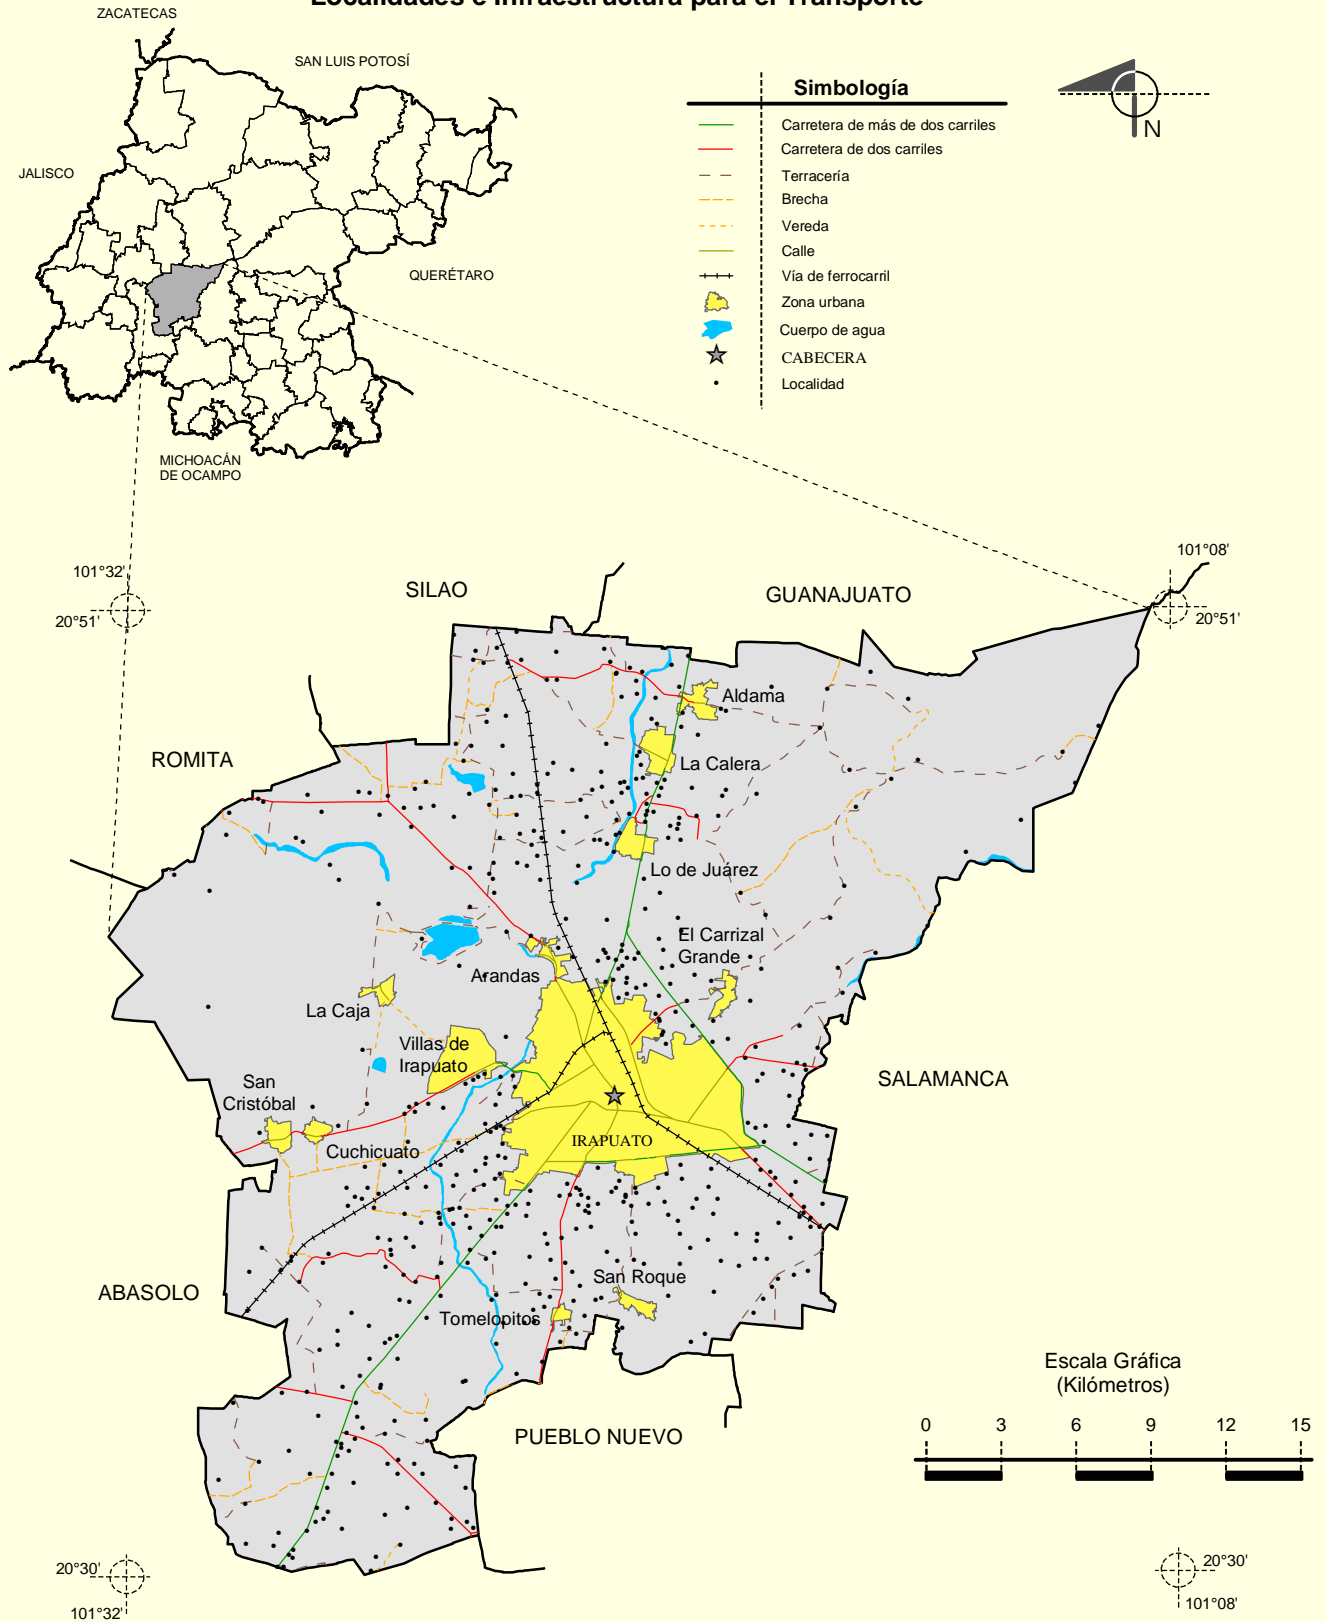 Localidades e Infraestructura para el Transporte
ZACATECAS
SAN LUIS POTOSÍ
JALISCO
QUERÉTARO
MICHOACÁN
DE OCAMPO
Simbología
Carretera de más de dos carriles
Carretera de dos carriles
Terracería
Brecha
Vereda
Calle
Vía de ferrocarril
Zona urbana
Cuerpo de agua
CABECERA
Localidad
N
101°32'
20°51'
101°08'
20°51'
SILAO
GUANAJUATO
ROMITA
Aldama
La Calera
Lo de Juárez
El Carrizal
Grande
Arandas
La Caja
Villas de
Irapuato
San
Cristóbal
Cuchicuato
IRAPUATO
SALAMANCA
San Roque
Tomelopitos
ABASOLO
PUEBLO NUEVO
Escala Gráfica
(Kilómetros)
0 3 6 9 12 15
20°30'
101°32'
20°30'
101°08'